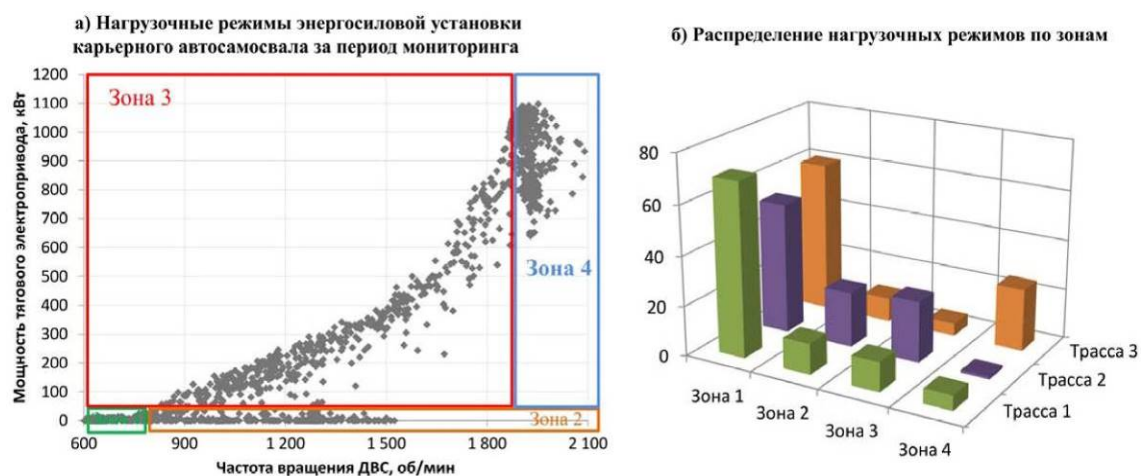 а) Нагрузочные режимы энергосиловой установки
карьерного автосамосвала за период мониторинга
б) Распределение нагрузочных режимов по зонам
Мощность тягового электропривода, кВт
1200
1100
1000
900
800
700
600
500
400
300
200
100
0
Зона 3
Зона 4
Зона 2
600 900 1 200 1 500 1 800 2 100
Частота вращения ДВС, об/мин
80
60
40
20
0
Зона 1
Зона 2
Зона 3
Зона 4
Трасса 3
Трасса 2
Трасса 1